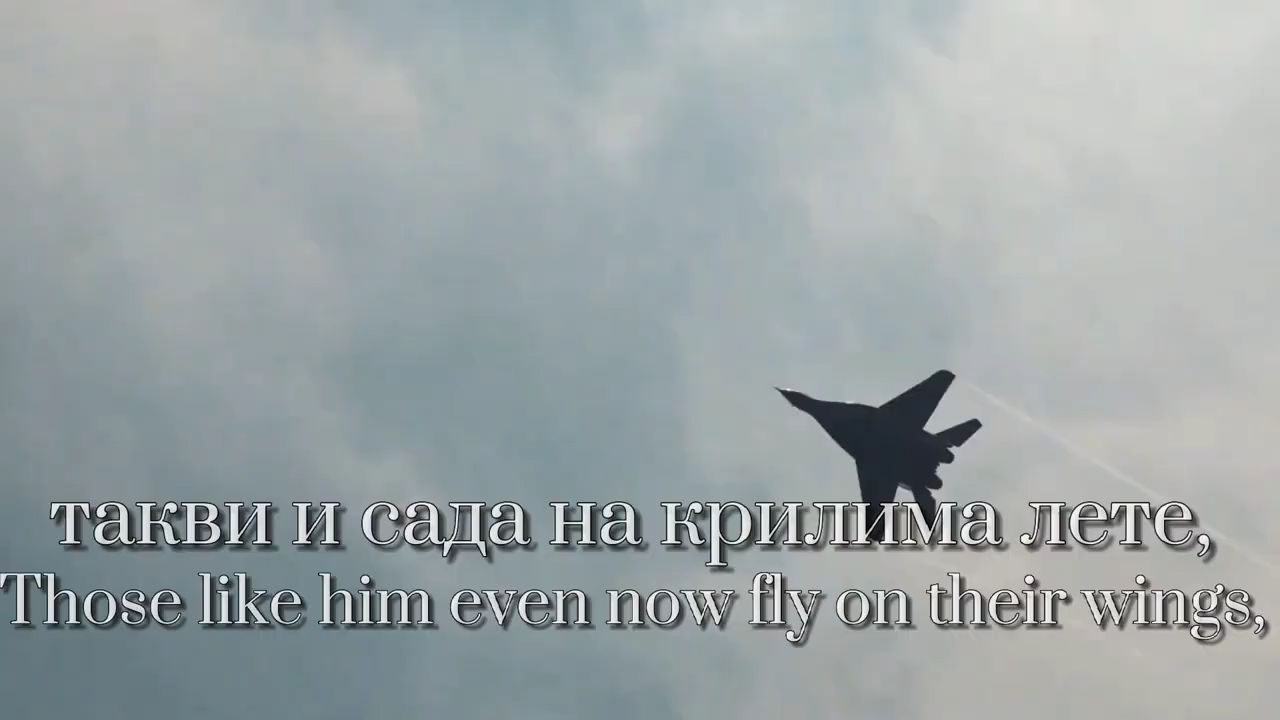 такви и сада на крилима лете,
Those like him even now fly on their wings,